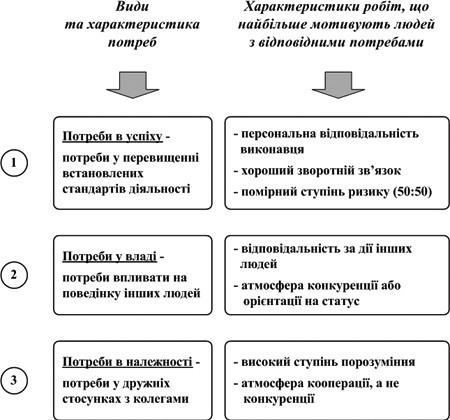 Види
та характеристика
потреб
Характеристики робіт, що
найбільше мотивують людей
з відповідними потребами
1
Потреби в успіху -
потреби у перевищенні
встановлених
стандартів діяльності
- персональна відповідальність
виконавця
- хороший зворотній зв’язок
- помірний ступінь ризику (50:50)
2
Потреби у владі -
потреби впливати на
поведінку інших людей
- відповідальність за дії інших
людей
- атмосфера конкуренції або
орієнтації на статус
3
Потреби в належності -
потреби у дружніх
стосунках з колегами
- високий ступінь порозуміння
- атмосфера кооперації, а не
конкуренції